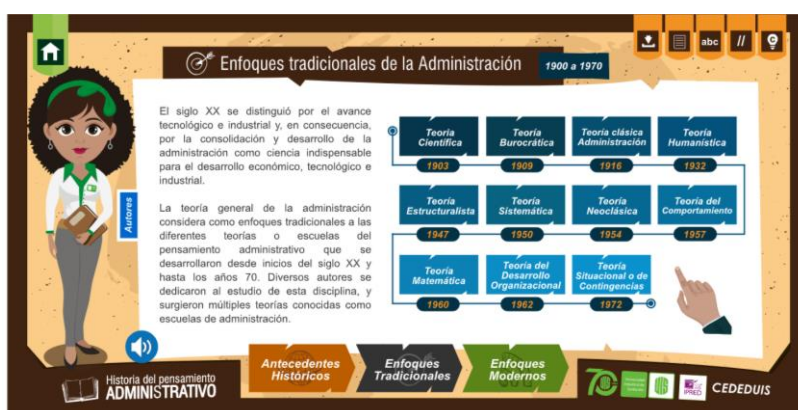 Enfoques tradicionales de la Administración
1900 a 1970
abc
//
El siglo XX se distinguió por el avance
tecnológico e industrial y, en consecuencia,
por la consolidación y desarrollo de la
administración como ciencia indispensable
para el desarrollo económico, tecnológico e
industrial.
La teoría general de la administración
considera como enfoques tradicionales a las
diferentes teorías o escuelas del
pensamiento administrativo que se
desarrollaron desde inicios del siglo XX y
hasta los años 70. Diversos autores se
dedicaron al estudio de esta disciplina, y
surgieron múltiples teorías conocidas como
escuelas de administración.
Autores
Teoría
Científica
1903
Teoría
Burocrática
1909
Teoría clásica
Administración
1916
Teoría
Humanística
1932
Teoría
Estructuralista
1947
Teoría
Sistemática
1950
Teoría
Neoclásica
1954
Teoría del
Comportamiento
1957
Teoría
Matemática
1960
Teoría del
Desarrollo
Organizacional
1962
Teoría
Situacional o de
Contingencias
1972
Antecedentes
Históricos
Enfoques
Tradicionales
Enfoques
Modernos
Historia del pensamiento
ADMINISTRATIVO
70
IPRED
CEDEDUIS